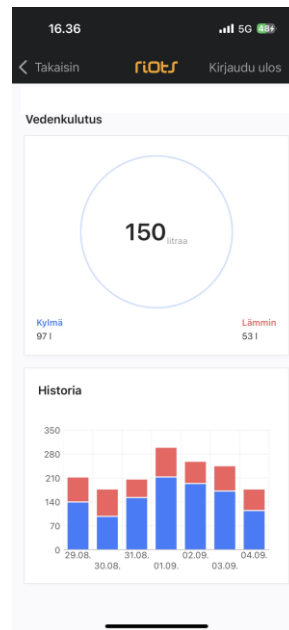 16.36 5G 48
Takaisin riots Kirjaudu ulos
Vedenkulutus
150 litraa
Kylmä Lämmin
97 l 53 l
Historia
350
280
210
140
70
0
29.08. 31.08. 02.09. 04.09.
30.08. 01.09. 03.09.